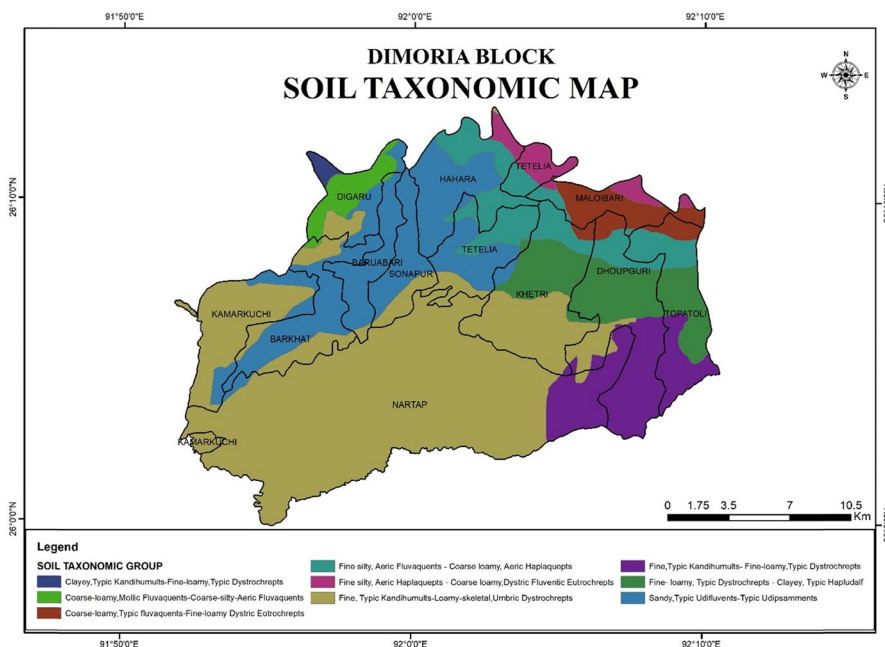 91°50'0"E 92°0'0"E 92°10'0"E
DIMORIA BLOCK
SOIL TAXONOMIC MAP
N
W E
S
26°10'0"N
TETELIA
HAHARA
DIGARU
MALOIBARI
TETELIA
BARUABARI
SONAPUR
DHOUPGURI
KHETRI
KAMARKUCHI
TOPATOLI
BARKHAT
NARTAP
KAMARKUCHI
26°0'0"N
0 1.75 3.5 7 10.5
Km
Legend
SOIL TAXONOMIC GROUP
Clayey,Typic Kandihumults-Fine-loamy,Typic Dystrochrepts
Coarse-loamy,Mollic Fluvaquents-Coarse-silty-Aeric Fluvaquents
Coarse-loamy,Typic fluvaquents-Fine-loamy Dystric Eotrochrepts
Fine silty, Aeric Fluvaquents - Coarse loamy, Aeric Haplaquepts
Fine silty, Aeric Haplaquepts - Coarse loamy,Dystric Fluventic Eutrochrepts
Fine, Typic Kandihumults-Loamy-skeletal,Umbric Dystrochrepts
Fine,Typic Kandihumults- Fine-loamy,Typic Dystrochrepts
Fine- loamy, Typic Dystrochrepts - Clayey, Typic Hapludalf
Sandy,Typic Udifluvents-Typic Udipsamments
91°50'0"E 92°0'0"E 92°10'0"E